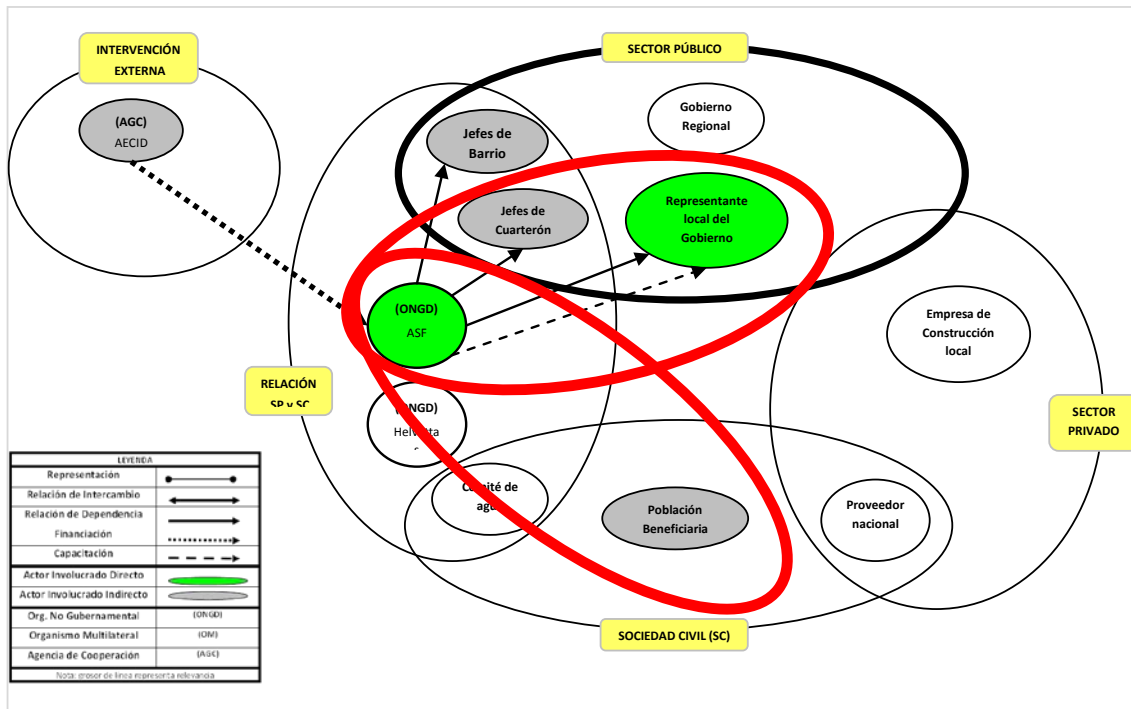 INTERVENCIÓN
EXTERNA
(AGC)
AECID
SECTOR PÚBLICO
Jefes de
Barrio
Gobierno
Regional
Jefes de
Cuarterón
Representante
local del
Gobierno
(ONGD)
ASF
Empresa de
Construcción
local
RELACIÓN
SP y SC
(ONGD)
SECTOR
PRIVADO
Comité de
Población
Beneficiaria
Proveedor
nacional
SOCIEDAD CIVIL (SC)
LEYENDA
Representación
Relación de Intercambio
Relación de Dependencia
Financiación
Capacitación
Actor Involucrado Directo
Actor Involucrado Indirecto
Org. No Gubernamental (ONGD)
Organismo Multilateral (OM)
Agencia de Cooperación (AGC)
Nota: grosor de linea representa relevancia